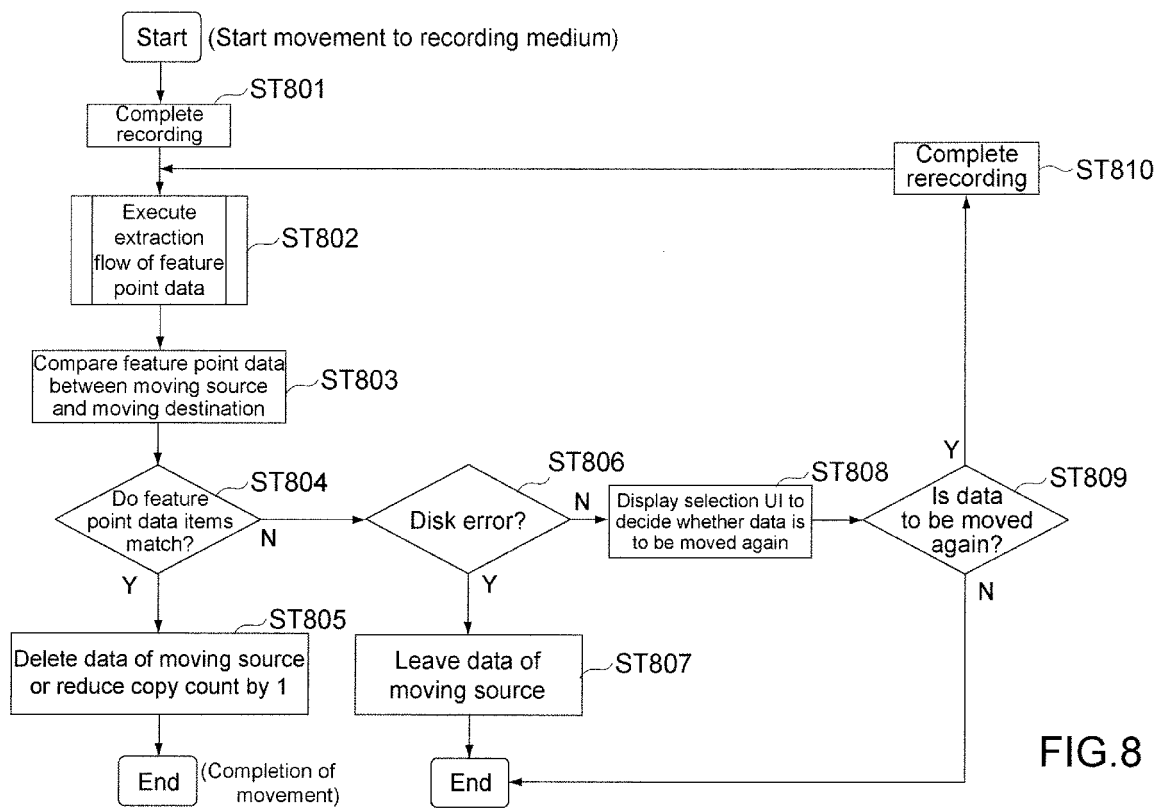 Start (Start movement to recording medium)
ST801
Complete
recording
Complete
rerecording
ST810
Execute
extraction
flow of feature
point data
ST802
Compare feature point data
between moving source
and moving destination
ST803
Do feature
point data items
match?
ST804
N
Y
Disk error?
ST806
N
Y
Display selection UI to
decide whether data is
to be moved again
ST808
Is data
to be moved
again?
ST809
Y
N
ST805
Delete data of moving source
or reduce copy count by 1
Leave data of
moving source
ST807
End (Completion of
movement)
End
FIG.8